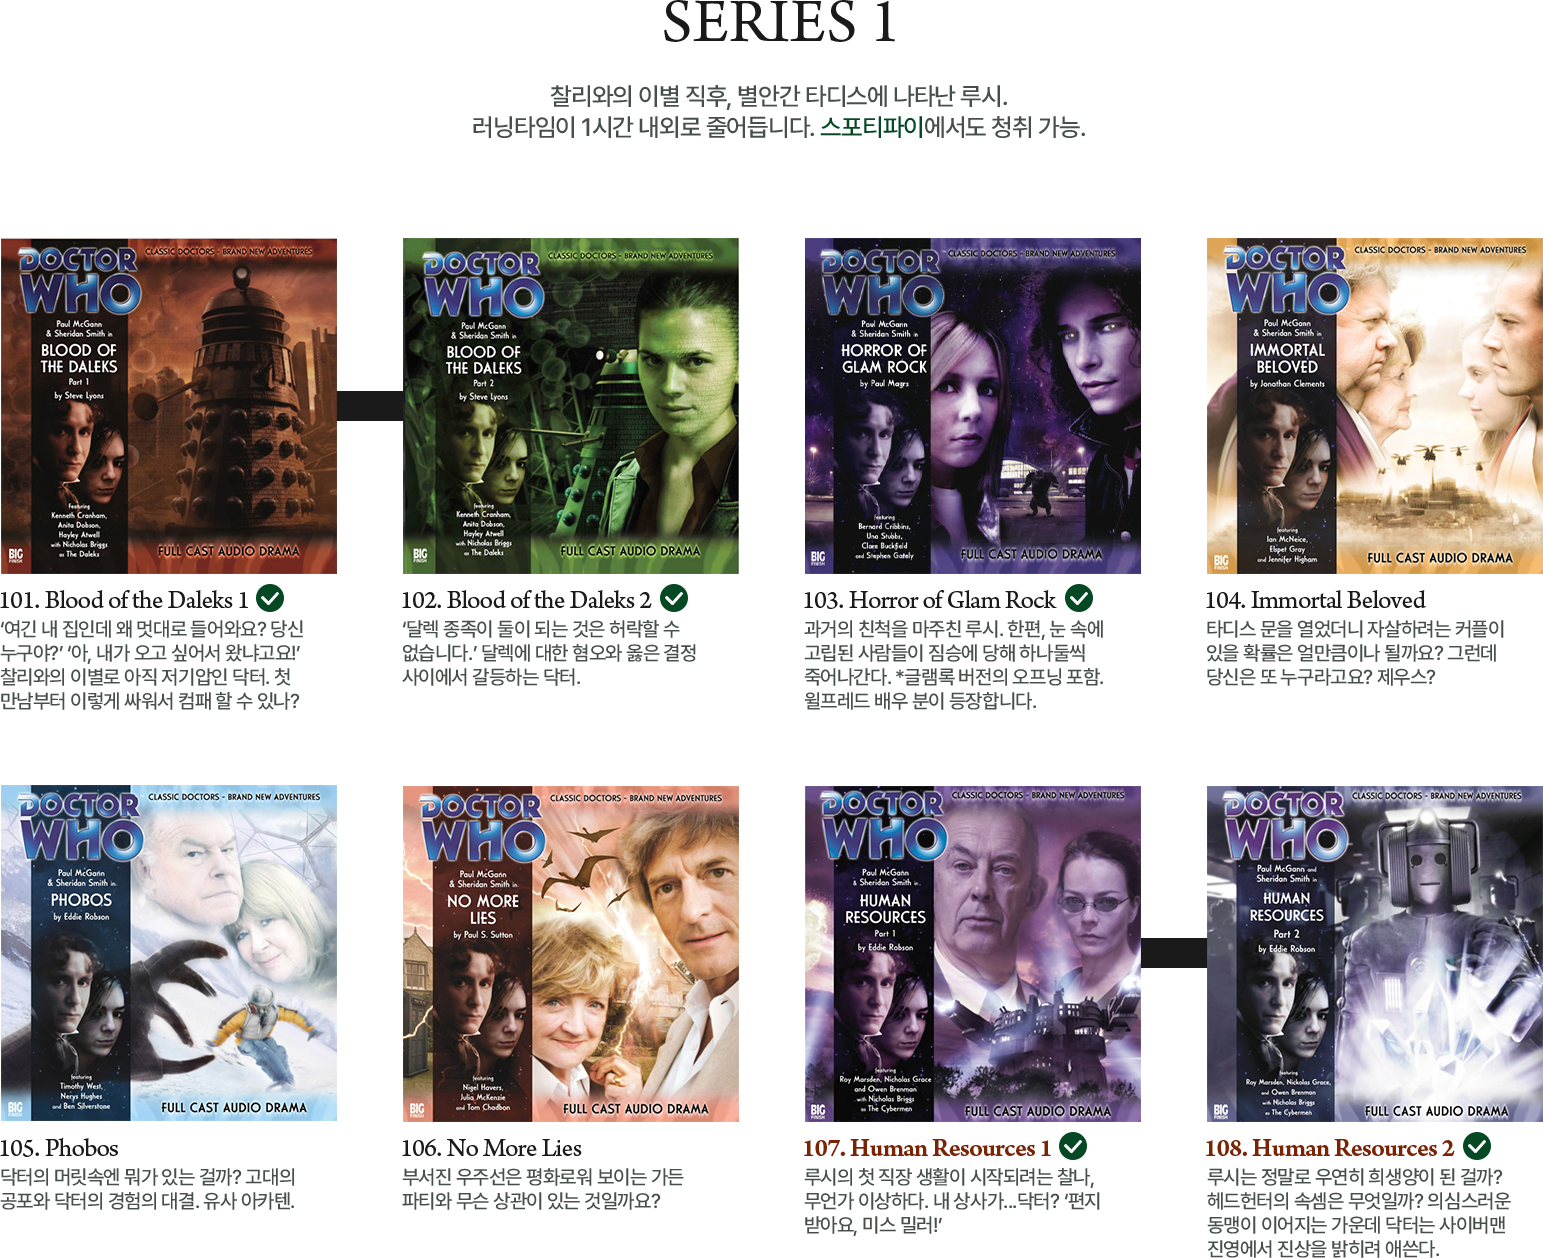 SERIES 1
찰리와의 이별 직후, 별안간 타디스에 나타난 루시.
러닝타임이 1시간 내외로 줄어듭니다. 스포티파이에서도 청취 가능.
DOCTOR
WHO
CLASSIC DOCTORS - BRAND NEW ADVENTURES
Paul McGann
& Sheridan Smith in
BLOOD OF
THE DALEKS
Part 1
by Steve Lyons
featuring
Kenneth Cranham,
Anita Dobson,
Hayley Atwell
with Nicholas Briggs
as The Daleks
BIG
FINISH
FULL CAST AUDIO DRAMA
101. Blood of the Daleks 1
‘여긴 내 집인데 왜 멋대로 들어와요? 당신
누구야?’ ‘아, 내가 오고 싶어서 왔냐고요!’
찰리와의 이별로 아직 저기압인 닥터. 첫
만남부터 이렇게 싸워서 컴패 할 수 있나?
DOCTOR
WHO
CLASSIC DOCTORS - BRAND NEW ADVENTURES
Paul McGann
& Sheridan Smith in
BLOOD OF
THE DALEKS
Part 2
by Steve Lyons
featuring
Kenneth Cranham,
Anita Dobson,
Hayley Atwell
with Nicholas Briggs
as The Daleks
BIG
FINISH
FULL CAST AUDIO DRAMA
102. Blood of the Daleks 2
‘달렉 종족이 둘이 되는 것은 허락할 수
없습니다.’ 달렉에 대한 혐오와 옳은 결정
사이에서 갈등하는 닥터.
DOCTOR
WHO
CLASSIC DOCTORS - BRAND NEW ADVENTURES
Paul McGann
& Sheridan Smith in
HORROR OF
GLAM ROCK
by Paul Magrs
featuring
Bernard Cribbins,
Una Stubbs,
Clare Buckfield
and Stephen Gately
BIG
FINISH
FULL CAST AUDIO DRAMA
103. Horror of Glam Rock
과거의 친척을 마주친 루시. 한편, 눈 속에
고립된 사람들이 짐승에 당해 하나둘씩
죽어나간다. *글램록 버전의 오프닝 포함.
윌프레드 배우 분이 등장합니다.
DOCTOR
WHO
CLASSIC DOCTORS - BRAND NEW ADVENTURES
Paul McGann
& Sheridan Smith in
IMMORTAL
BELOVED
by Jonathan Clements
featuring
Ian McNeice,
Elspet Gray
and Jennifer Higham
BIG
FINISH
FULL CAST AUDIO DRAMA
104. Immortal Beloved
타디스 문을 열었더니 자살하려는 커플이
있을 확률은 얼만큼이나 될까요? 그런데
당신은 또 누구라고요? 제우스?
DOCTOR
WHO
CLASSIC DOCTORS - BRAND NEW ADVENTURES
Paul McGann
& Sheridan Smith in
PHOBOS
by Eddie Robson
featuring
Timothy West,
Nerys Hughes
and Ben Silverstone
BIG
FINISH
FULL CAST AUDIO DRAMA
105. Phobos
닥터의 머릿속엔 뭐가 있는 걸까? 고대의
공포와 닥터의 경험의 대결. 유사 아카텐.
DOCTOR
WHO
CLASSIC DOCTORS - BRAND NEW ADVENTURES
Paul McGann
& Sheridan Smith in
NO MORE
LIES
by Paul S. Sutton
featuring
Nigel Havers,
Julia McKenzie
and Tom Chadbon
BIG
FINISH
FULL CAST AUDIO DRAMA
106. No More Lies
부서진 우주선은 평화로워 보이는 가든
파티와 무슨 상관이 있는 것일까요?
DOCTOR
WHO
CLASSIC DOCTORS - BRAND NEW ADVENTURES
Paul McGann
& Sheridan Smith in
HUMAN
RESOURCES
Part 1
by Eddie Robson
featuring
Roy Marsden, Nicholas Grace
and Owen Brenman
with Nicholas Briggs
as The Cybermen
BIG
FINISH
FULL CAST AUDIO DRAMA
107. Human Resources 1
루시의 첫 직장 생활이 시작되려는 찰나,
무언가 이상하다. 내 상사가...닥터? ‘편지
받아요, 미스 밀러!’
DOCTOR
WHO
CLASSIC DOCTORS - BRAND NEW ADVENTURES
Paul McGann and
Sheridan Smith in
HUMAN
RESOURCES
Part 2
by Eddie Robson
featuring
Roy Marsden, Nickolas Grace,
and Owen Brenman
with Nicholas Briggs
as The Cybermen
BIG
FINISH
FULL CAST AUDIO DRAMA
108. Human Resources 2
루시는 정말로 우연히 희생양이 된 걸까?
헤드헌터의 속셈은 무엇일까? 의심스러운
동맹이 이어지는 가운데 닥터는 사이버맨
진영에서 진상을 밝히려 애쓴다.